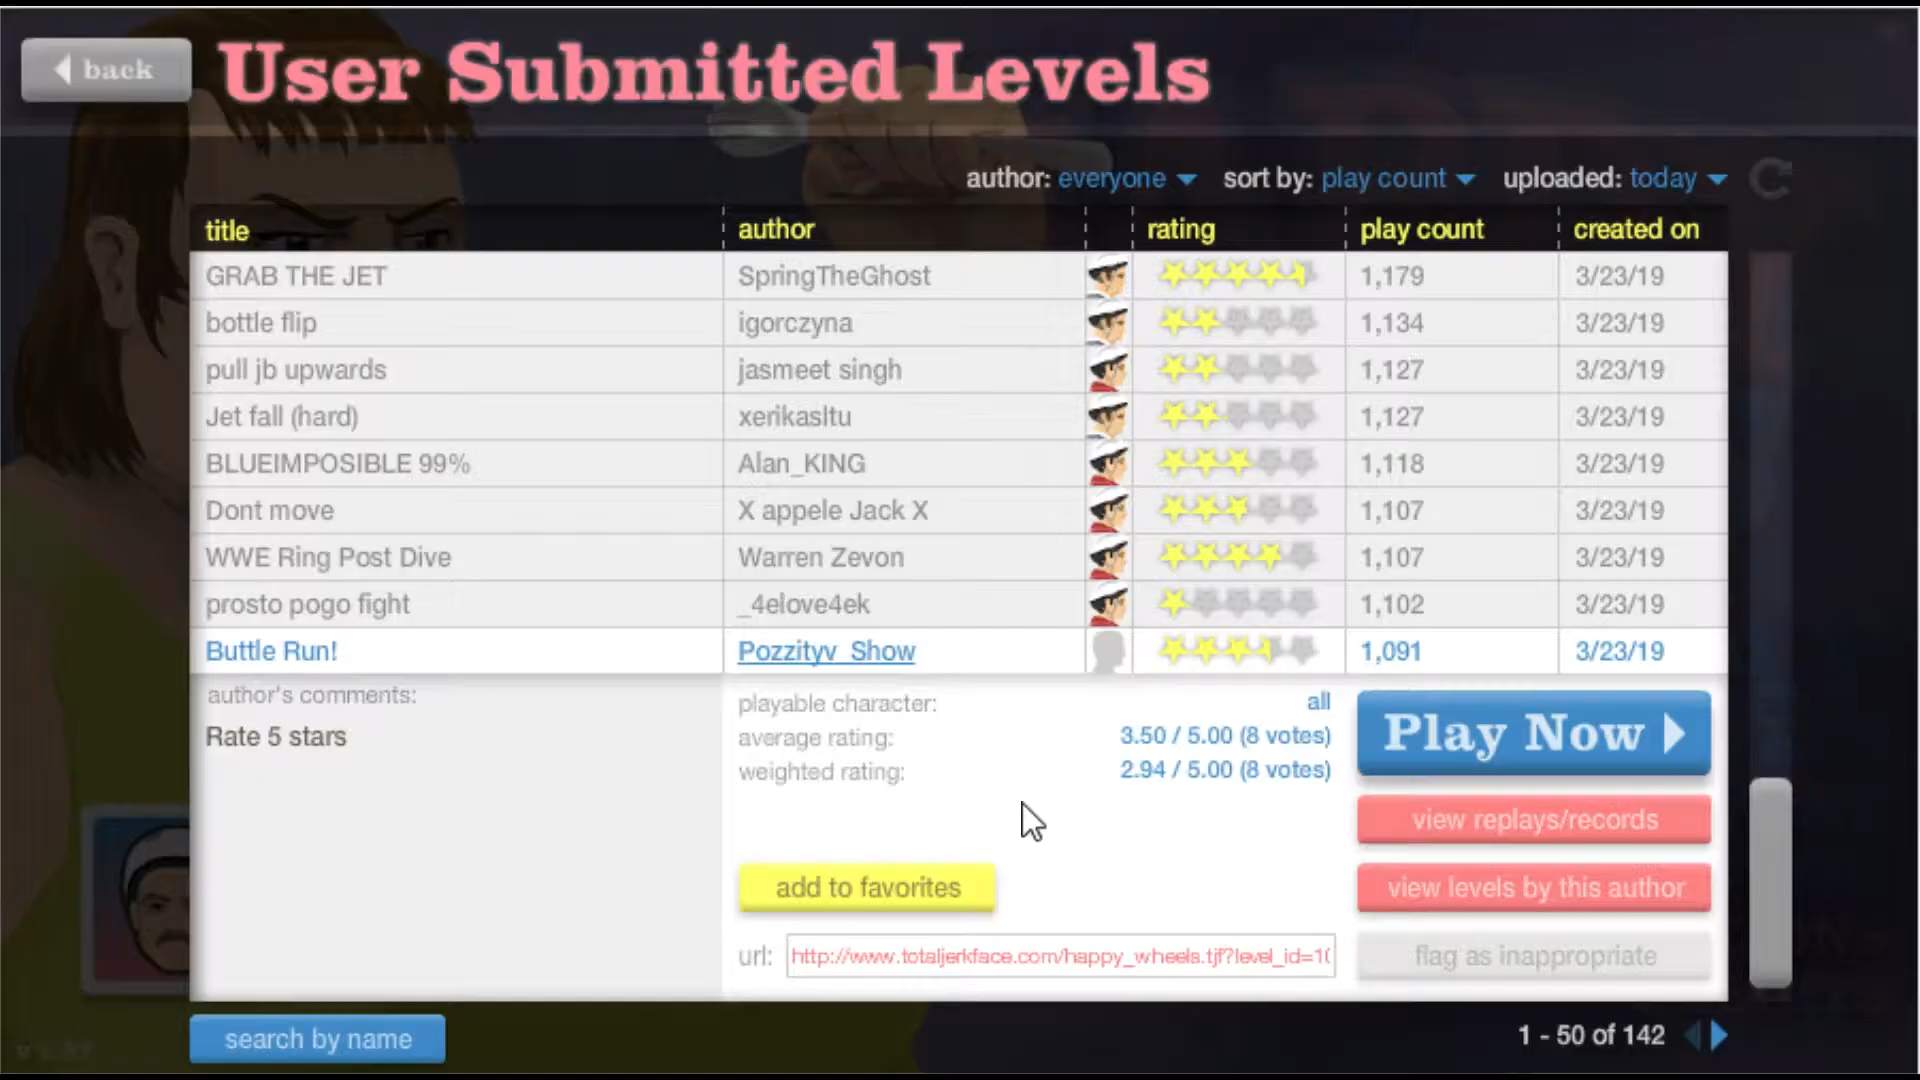 back
User Submitted Levels
author: everyone sort by: play count uploaded: today
title author rating play count created on
GRAB THE JET SpringTheGhost 1,179 3/23/19
bottle flip igorczyna 1,134 3/23/19
pull jb upwards jasmeet singh 1,127 3/23/19
Jet fall (hard) xerikasltu 1,127 3/23/19
BLUEIMPOSIBLE 99% Alan_KING 1,118 3/23/19
Dont move X appele Jack X 1,107 3/23/19
WWE Ring Post Dive Warren Zevon 1,107 3/23/19
prosto pogo fight _4elove4ek 1,102 3/23/19
Buttle Run! Pozzityv_Show 1,091 3/23/19
author's comments:
Rate 5 stars
playable character: all
average rating: 3.50 / 5.00 (8 votes)
weighted rating: 2.94 / 5.00 (8 votes)
add to favorites
url: http://www.totaljerkface.com/happy_wheels.tjf?level_id=1
Play Now
view replays/records
view levels by this author
flag as inappropriate
search by name
1 - 50 of 142